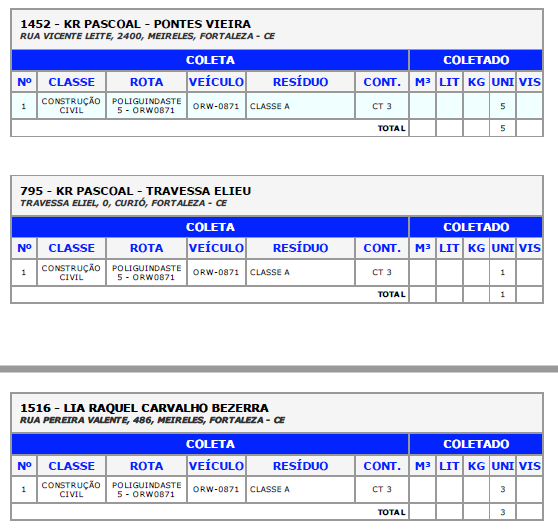 1452 - KR PASCOAL - PONTES VIEIRA
RUA VICENTE LEITE, 2400, MEIRELES, FORTALEZA - CE
COLETA COLETADO
Nº CLASSE ROTA VEÍCULO RESÍDUO CONT. M³ LIT KG UNI VIS
1 CONSTRUÇÃO CIVIL POLIGUINDASTE 5 - ORW0871 ORW-0871 CLASSE A CT 3 5
TOTAL 5
795 - KR PASCOAL - TRAVESSA ELIEU
TRAVESSA ELIEL, 0, CURIÓ, FORTALEZA - CE
COLETA COLETADO
Nº CLASSE ROTA VEÍCULO RESÍDUO CONT. M³ LIT KG UNI VIS
1 CONSTRUÇÃO CIVIL POLIGUINDASTE 5 - ORW0871 ORW-0871 CLASSE A CT 3 1
TOTAL 1
1516 - LIA RAQUEL CARVALHO BEZERRA
RUA PEREIRA VALENTE, 486, MEIRELES, FORTALEZA - CE
COLETA COLETADO
Nº CLASSE ROTA VEÍCULO RESÍDUO CONT. M³ LIT KG UNI VIS
1 CONSTRUÇÃO CIVIL POLIGUINDASTE 5 - ORW0871 ORW-0871 CLASSE A CT 3 3
TOTAL 3